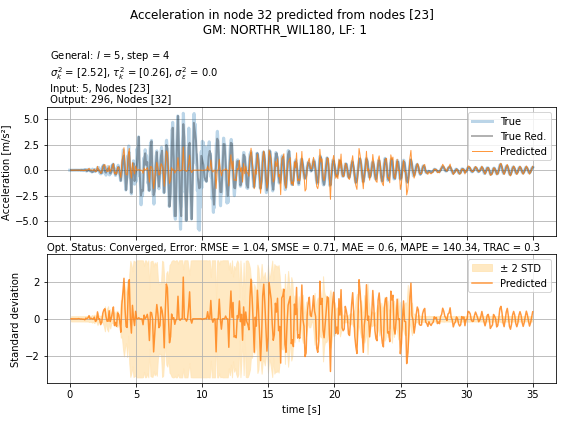 Acceleration in node 32 predicted from nodes [23]
GM: NORTHR_WIL180, LF: 1
General: l = 5, step = 4
σ²ₖ = [2.52], τ²ₖ = [0.26], σ²ε = 0.0
Input: 5, Nodes [23]
Output: 296, Nodes [32]
Acceleration [m/s²]
5.0
2.5
0.0
−2.5
−5.0
True
True Red.
Predicted
Opt. Status: Converged, Error: RMSE = 1.04, SMSE = 0.71, MAE = 0.6, MAPE = 140.34, TRAC = 0.3
Standard deviation
2
0
−2
± 2 STD
Predicted
0
5
10
15
20
25
30
35
time [s]